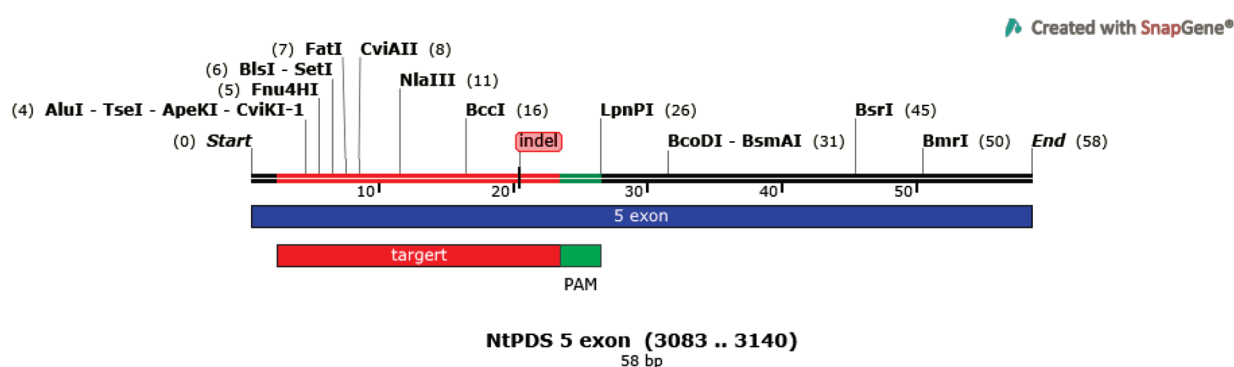 Created with SnapGene®
(7) FatI CviAII (8)
(6) BlsI - SetI
NlaIII (11)
(5) Fnu4HI
(4) AluI - TseI - ApeKI - CviKI-1 BccI (16) LpnPI (26) BsrI (45)
(0) Start indel BcoDI - BsmAI (31) BmrI (50) End (58)
10 20 30 40 50
5 exon
targert
PAM
NtPDS 5 exon (3083 .. 3140)
58 bp